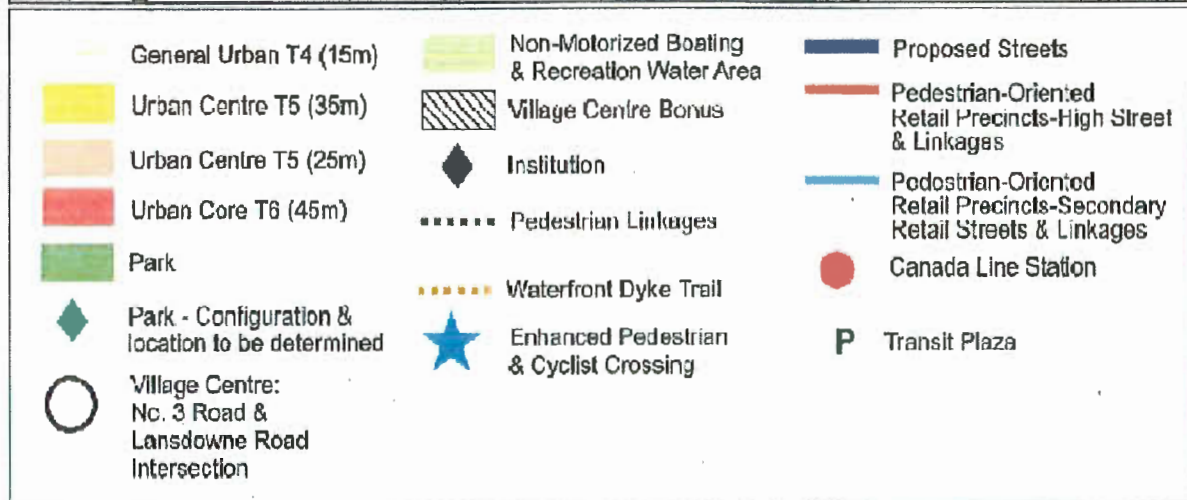 General Urban T4 (15m)
Urban Centre T5 (35m)
Urban Centre T5 (25m)
Urban Core T6 (45m)
Park
Park - Configuration &
location to be determined
Village Centre:
Nc. 3 Road &
Lansdowne Road
Intersection
Non-Motorized Boating
& Recreation Water Area
Village Centre Bonus
Institution
Pedestrian Linkages
Waterfront Dyke Trail
Enhanced Pedestrian
& Cyclist Crossing
Proposed Streets
Pedestrian-Oriented
Retail Precincts-High Street
& Linkages
Pedestrian-Oriented
Retail Precincts-Secondary
Retail Streets & Linkages
Canada Line Station
P Transit Plaza